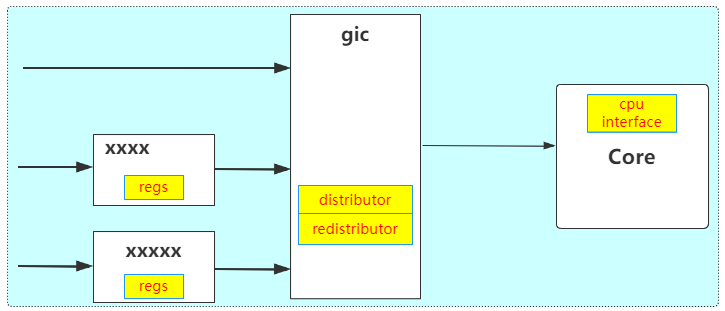 gic
cpu
interface
Core
xxxx
regs
distributor
redistributor
xxxxx
regs